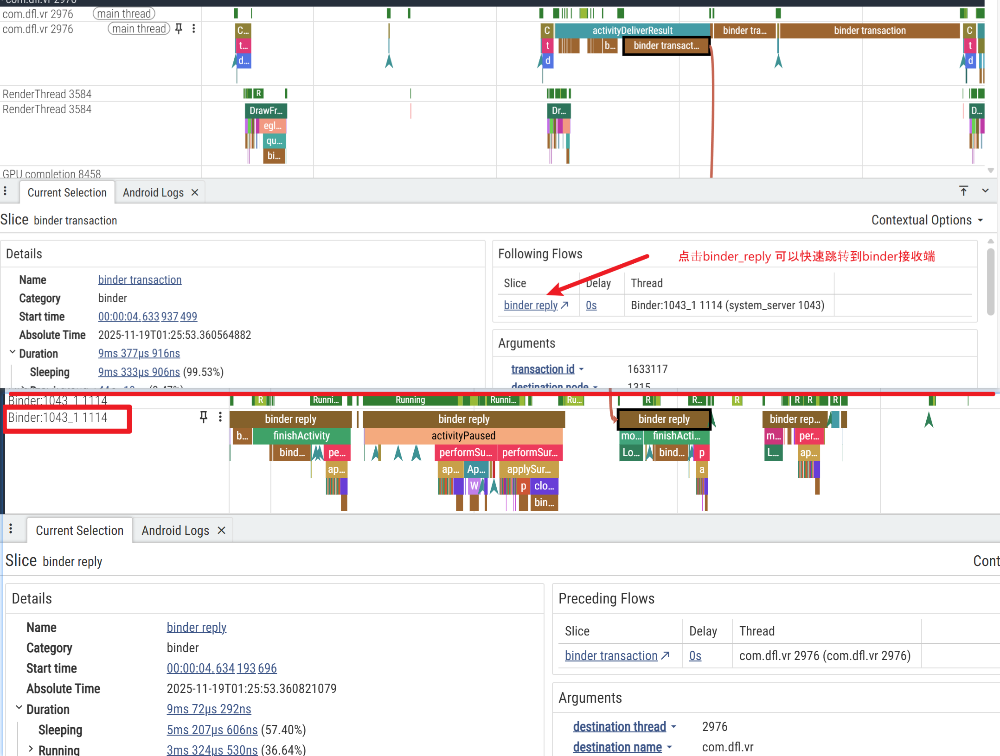 com.dfl.vr 2976
com.dfl.vr 2976 main thread
com.dfl.vr 2976 main thread
C... C activityDeliverResult binder tra... binder transaction C
t... t b... binder transact... t
d... d d
RenderThread 3584 R
RenderThread 3584
DrawFr... Dr... D...
egl...
qu...
bi...
GPU completion 8458
Current Selection Android Logs ×
Slice binder transaction
Contextual Options
Details
Name binder transaction
Category binder
Start time 00:00:04.633 937 499
Absolute Time 2025-11-19T01:25:53.360564882
Duration 9ms 377µs 916ns
Sleeping 9ms 333µs 906ns (99.53%)
Following Flows
点击binder_reply 可以快速跳转到binder接收端
Slice Delay Thread
binder reply 0s Binder:1043_1 1114 (system_server 1043)
Arguments
transaction id 1633117
destination node 1315
Binder:1043_1 1114 R Runni... Running Runni... Ru... R R... R R R R
Binder:1043_1 1114
binder reply binder reply binder reply binder rep...
b... finishActivity activityPaused mo... finishActi... m... per...
bind... pe... performSu... performSur... Lo... bind... p L... ap...
ap... ap... Ap... applySur... a
W p clo...
bin...
Current Selection Android Logs ×
Slice binder reply
Cont
Details
Name binder reply
Category binder
Start time 00:00:04.634 193 696
Absolute Time 2025-11-19T01:25:53.360821079
Duration 9ms 72µs 292ns
Sleeping 5ms 207µs 606ns (57.40%)
Running 3ms 324µs 530ns (36.64%)
Preceding Flows
Slice Delay Thread
binder transaction 0s com.dfl.vr 2976 (com.dfl.vr 2976)
Arguments
destination thread 2976
destination name com.dfl.vr